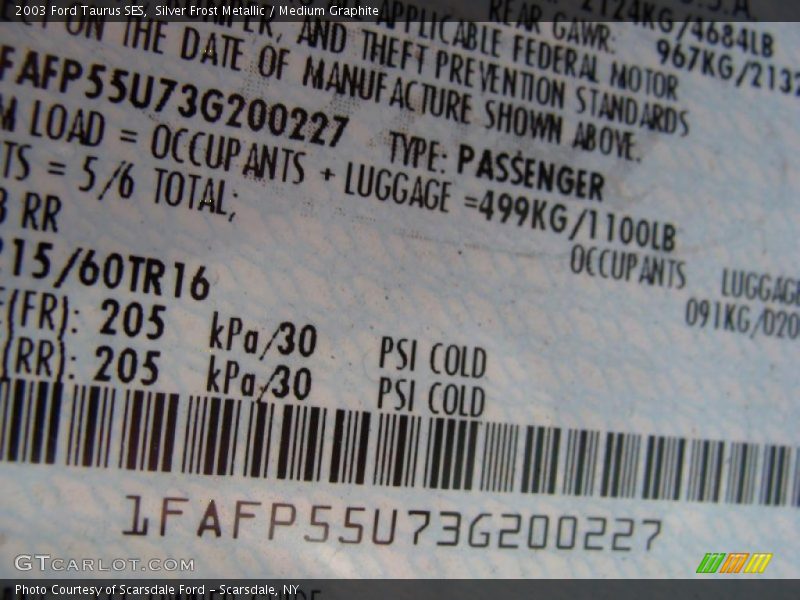 2003 Ford Taurus SES, Silver Frost Metallic / Medium Graphite
2124KG/4684LB
REAR GAWR: 967KG/2132
APPLICABLE FEDERAL MOTOR
AND THEFT PREVENTION STANDARDS
ON THE DATE OF MANUFACTURE SHOWN ABOVE.
FAFP55U73G200227 TYPE: PASSENGER
M LOAD = OCCUPANTS + LUGGAGE =499KG/1100LB
TS = 5/6 TOTAL; OCCUPANTS LUGGAGE
RR 091KG/020
15/60TR16
(FR): 205 kPa/30 PSI COLD
(RR): 205 kPa/30 PSI COLD
1FAFP55U73G200227
GTCARLOT.COM
Photo Courtesy of Scarsdale Ford - Scarsdale, NY